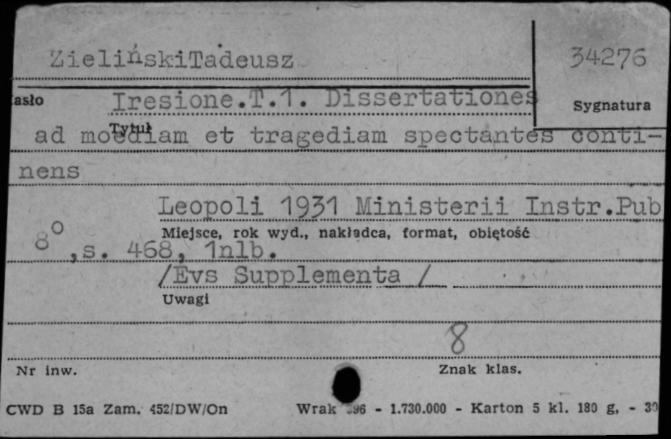 ZielińskiTadeusz
34276
asło
Iresione.T.1. Dissertationes
Sygnatura
Tytuł
ad moediam et tragediam spectantes conti-
nens
Leopoli 1931 Ministerii Instr.Pub
Miejsce, rok wyd., nakładca, format, objętość
8⁰,s. 468, 1nlb.
/Evs Supplementa /
Uwagi
8
Nr inw.
Znak klas.
CWD B 15a Zam. 452/DW/On Wrak 96 - 1.730.000 - Karton 5 kl. 180 g, - 30